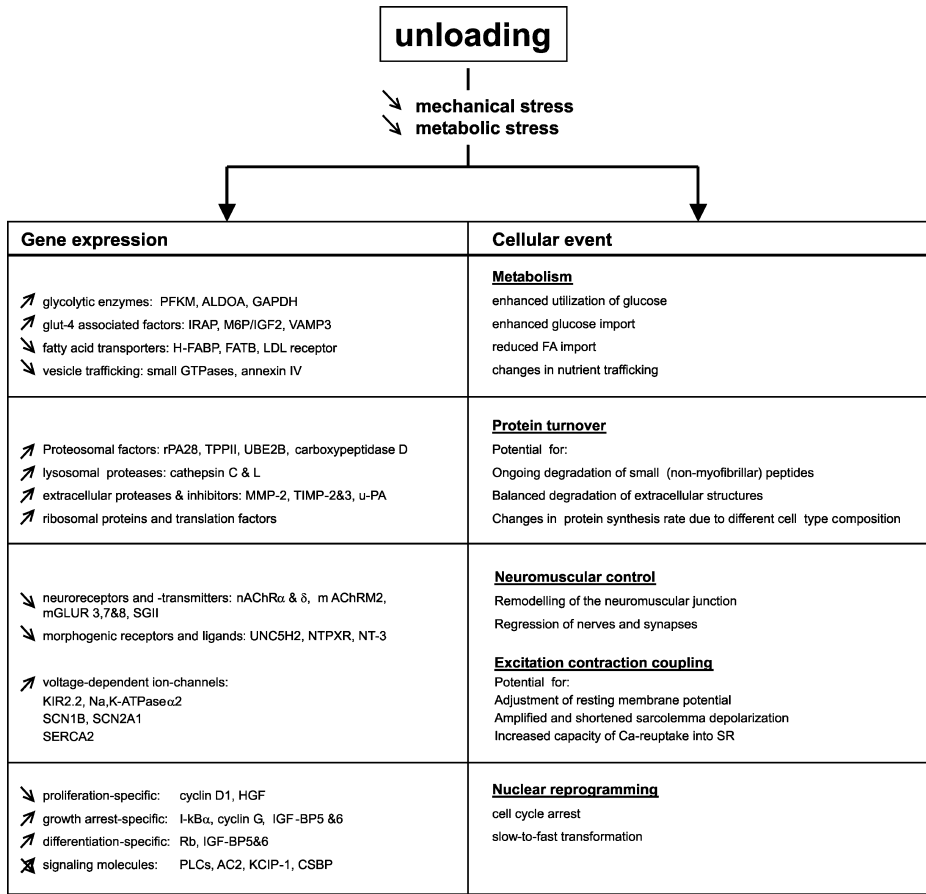 unloading
↘ mechanical stress
↘ metabolic stress
Gene expression
Cellular event
↗ glycolytic enzymes: PFKM, ALDOA, GAPDH
↗ glut-4 associated factors: IRAP, M6P/IGF2, VAMP3
↘ fatty acid transporters: H-FABP, FATB, LDL receptor
↘ vesicle trafficking: small GTPases, annexin IV
Metabolism
enhanced utilization of glucose
enhanced glucose import
reduced FA import
changes in nutrient trafficking
↗ Proteosomal factors: rPA28, TPPII, UBE2B, carboxypeptidase D
↗ lysosomal proteases: cathepsin C & L
↗ extracellular proteases & inhibitors: MMP-2, TIMP-2&3, u-PA
↗ ribosomal proteins and translation factors
Protein turnover
Potential for:
Ongoing degradation of small (non-myofibrillar) peptides
Balanced degradation of extracellular structures
Changes in protein synthesis rate due to different cell type composition
↘ neuroreceptors and -transmitters: nAChRα & δ, m AChRM2,
mGLUR 3,7&8, SGII
↘ morphogenic receptors and ligands: UNC5H2, NTPXR, NT-3
Neuromuscular control
Remodelling of the neuromuscular junction
Regression of nerves and synapses
↗ voltage-dependent ion-channels:
KIR2.2, Na,K-ATPaseα2
SCN1B, SCN2A1
SERCA2
Excitation contraction coupling
Potential for:
Adjustment of resting membrane potential
Amplified and shortened sarcolemma depolarization
Increased capacity of Ca-reuptake into SR
↘ proliferation-specific: cyclin D1, HGF
↗ growth arrest-specific: I-kBα, cyclin G, IGF-BP5 &6
↗ differentiation-specific: Rb, IGF-BP5&6
signaling molecules: PLCs, AC2, KCIP-1, CSBP
Nuclear reprogramming
cell cycle arrest
slow-to-fast transformation